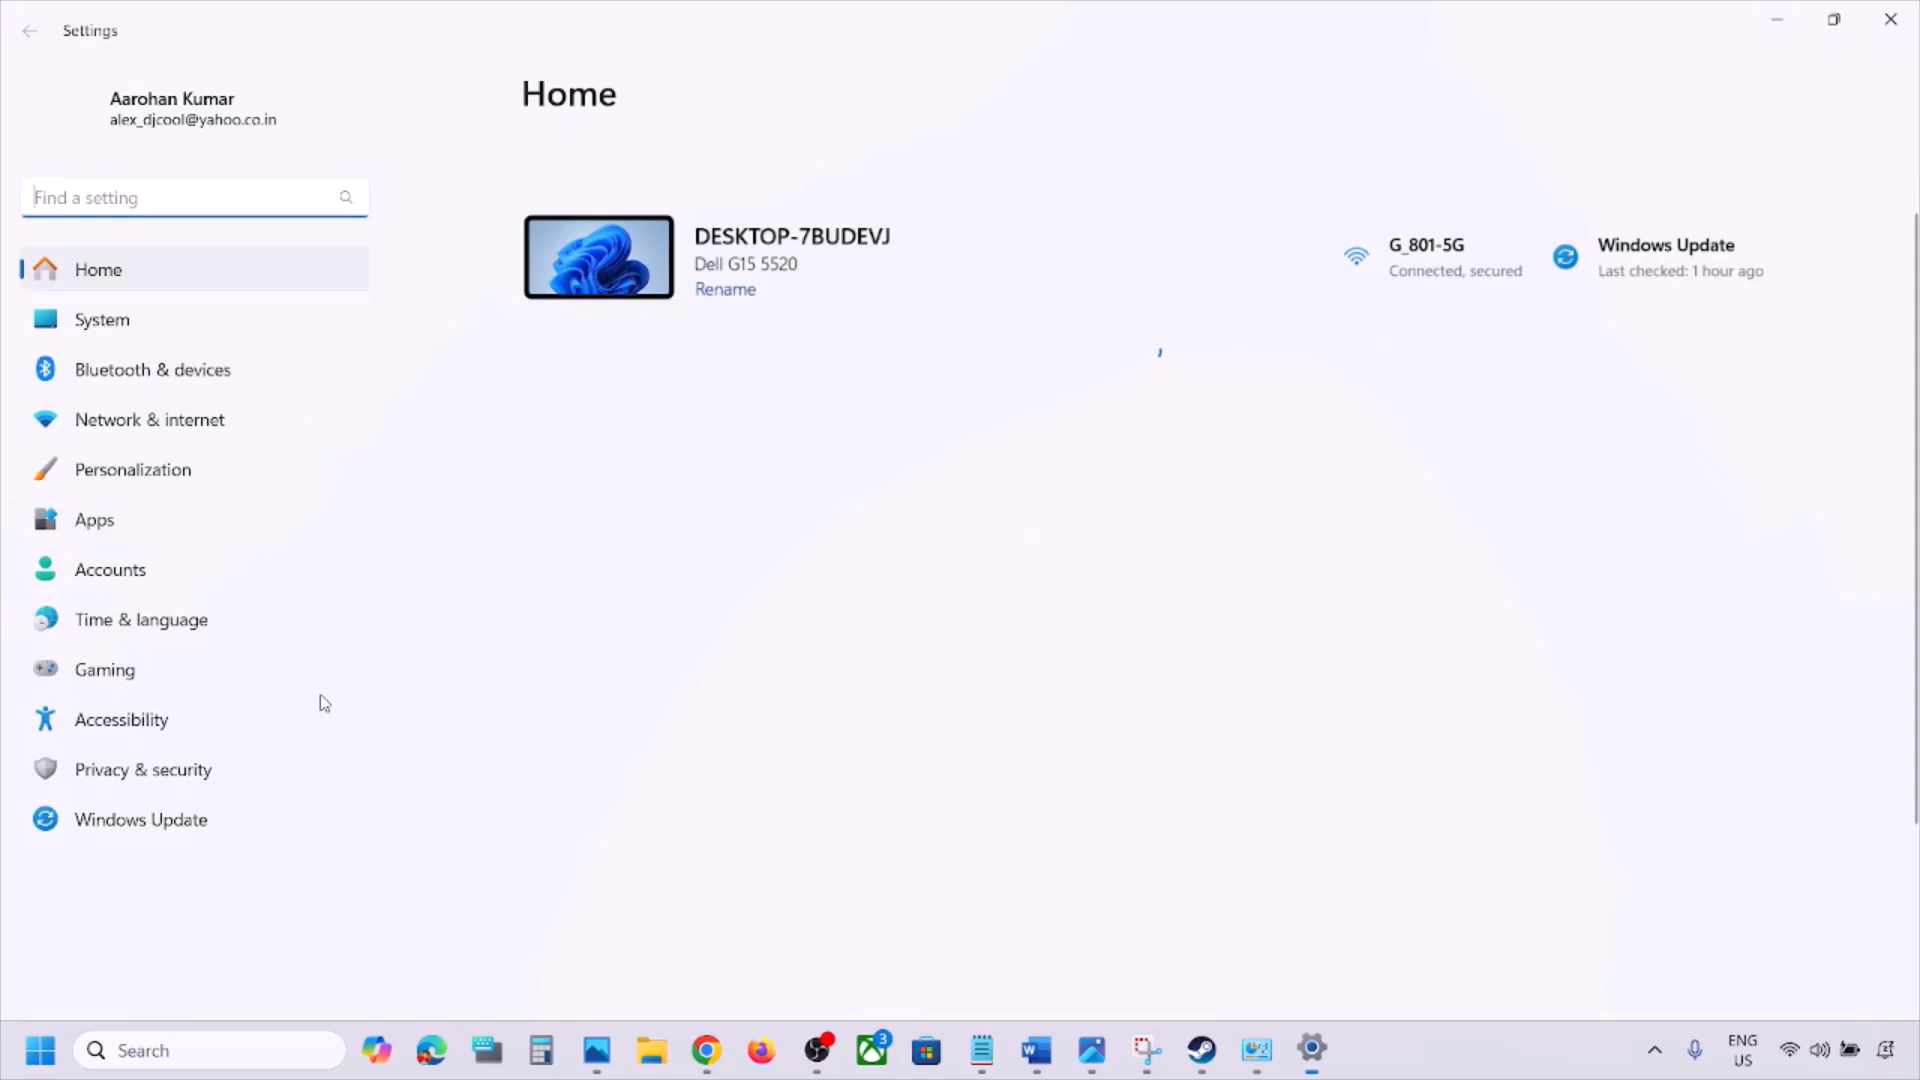 Settings
Aarohan Kumar
alex_djcool@yahoo.co.in
Find a setting
Home
System
Bluetooth & devices
Network & internet
Personalization
Apps
Accounts
Time & language
Gaming
Accessibility
Privacy & security
Windows Update
Home
DESKTOP-7BUDEVJ
Dell G15 5520
Rename
G_801-5G
Connected, secured
Windows Update
Last checked: 1 hour ago
Search
3
ENG
US